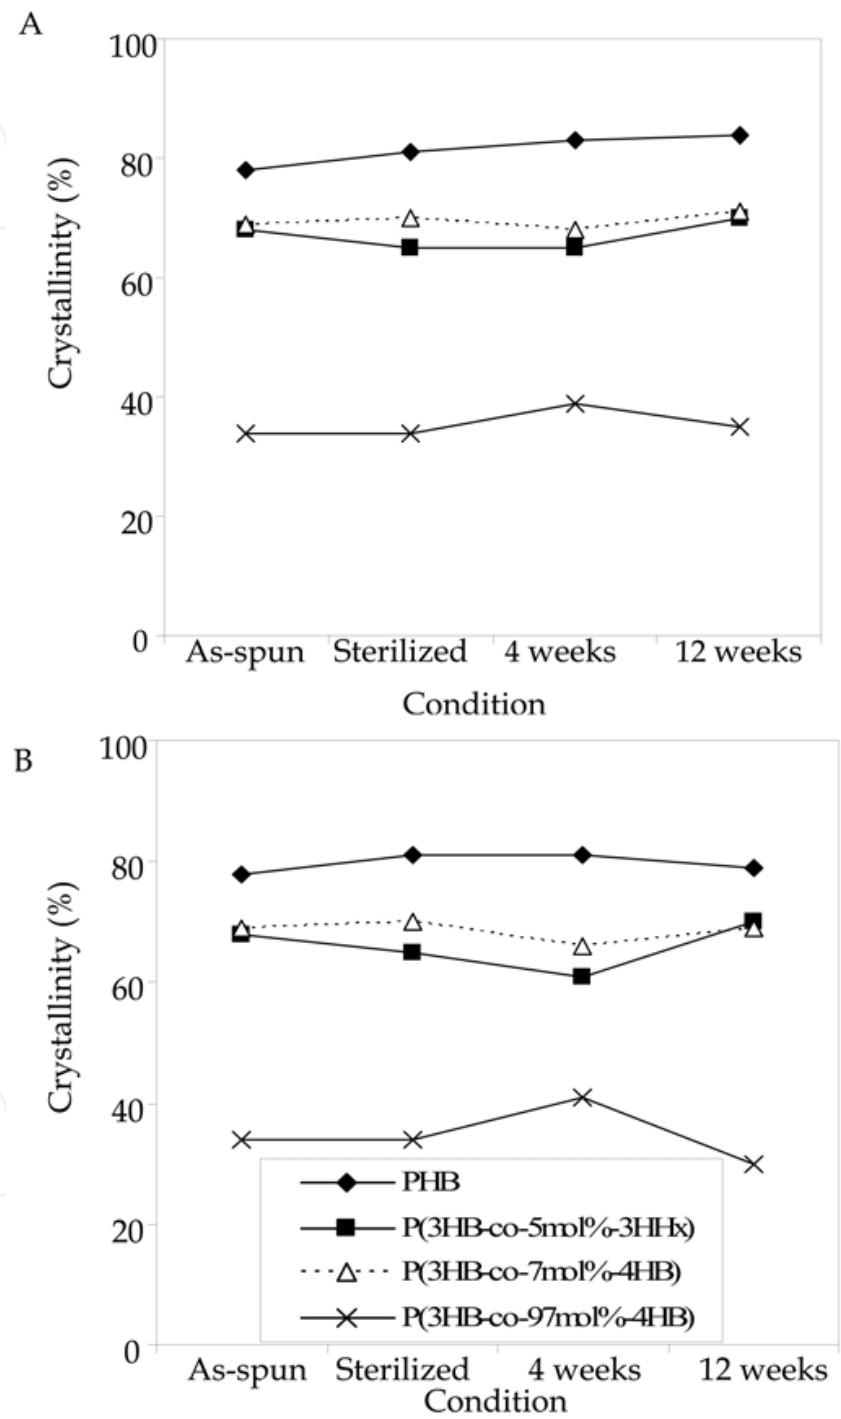 A
100
80
60
40
20
0
Crystallinity (%)
As-spun Sterilized 4 weeks 12 weeks
Condition
B
100
80
60
40
20
0
Crystallinity (%)
PHB
P(3HB-co-5mol%-3HHx)
P(3HB-co-7mol%-4HB)
P(3HB-co-97mol%-4HB)
As-spun Sterilized 4 weeks 12 weeks
Condition